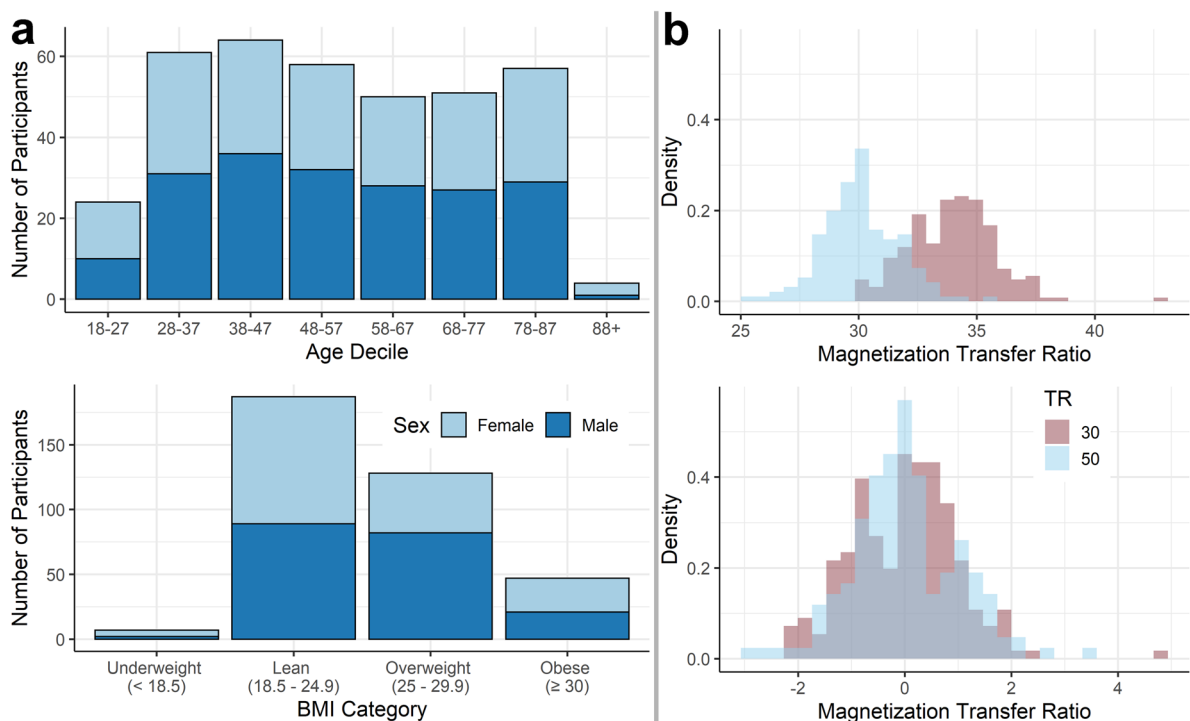 a
Number of Participants
60
40
20
0
18-27 28-37 38-47 48-57 58-67 68-77 78-87 88+
Age Decile
Number of Participants
150
100
50
0
Sex Female Male
Underweight Lean Overweight Obese
(< 18.5) (18.5 - 24.9) (25 - 29.9) (≥ 30)
BMI Category
b
Density
0.4
0.2
0.0
25 30 35 40
Magnetization Transfer Ratio
Density
0.4
0.2
0.0
TR
30
50
-2 0 2 4
Magnetization Transfer Ratio